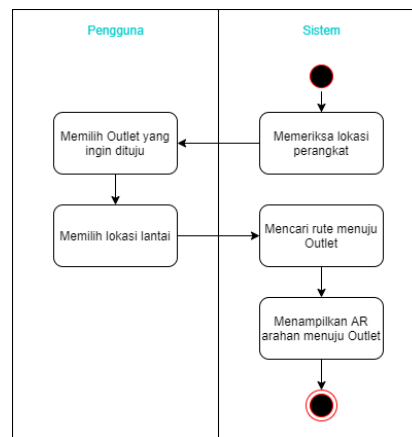 Pengguna
Sistem
Memeriksa lokasi
perangkat
Memilih Outlet yang
ingin dituju
Memilih lokasi lantai
Mencari rute menuju
Outlet
Menampilkan AR
arahan menuju Outlet